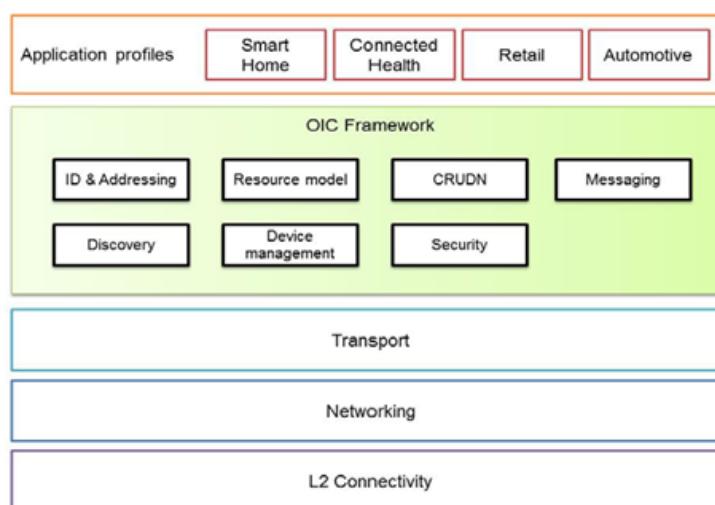 Application profiles
Smart
Home
Connected
Health
Retail
Automotive
OIC Framework
ID & Addressing
Resource model
CRUDN
Messaging
Discovery
Device
management
Security
Transport
Networking
L2 Connectivity